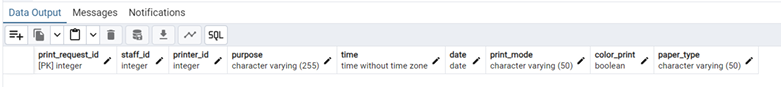 Data Output Messages Notifications
SQL
print_request_id staff_id printer_id purpose time date print_mode color_print paper_type
[PK] integer integer integer character varying (255) time without time zone date character varying (50) boolean character varying (50)